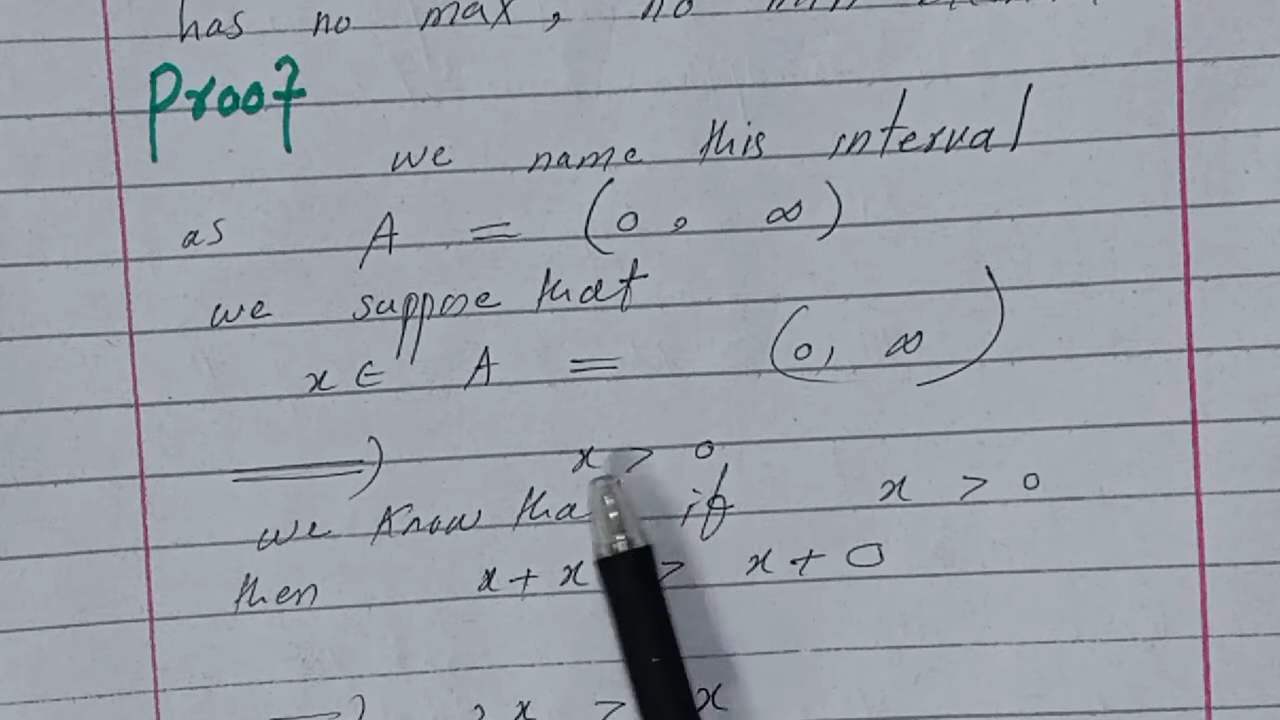 has no max, no
Proof
we name this interval
as A = (0, ∞)
we suppose that
x ∈ A = (0, ∞)
⟹ x > 0
we know that if x > 0
then x + x > x + 0
⟹ 2x > x